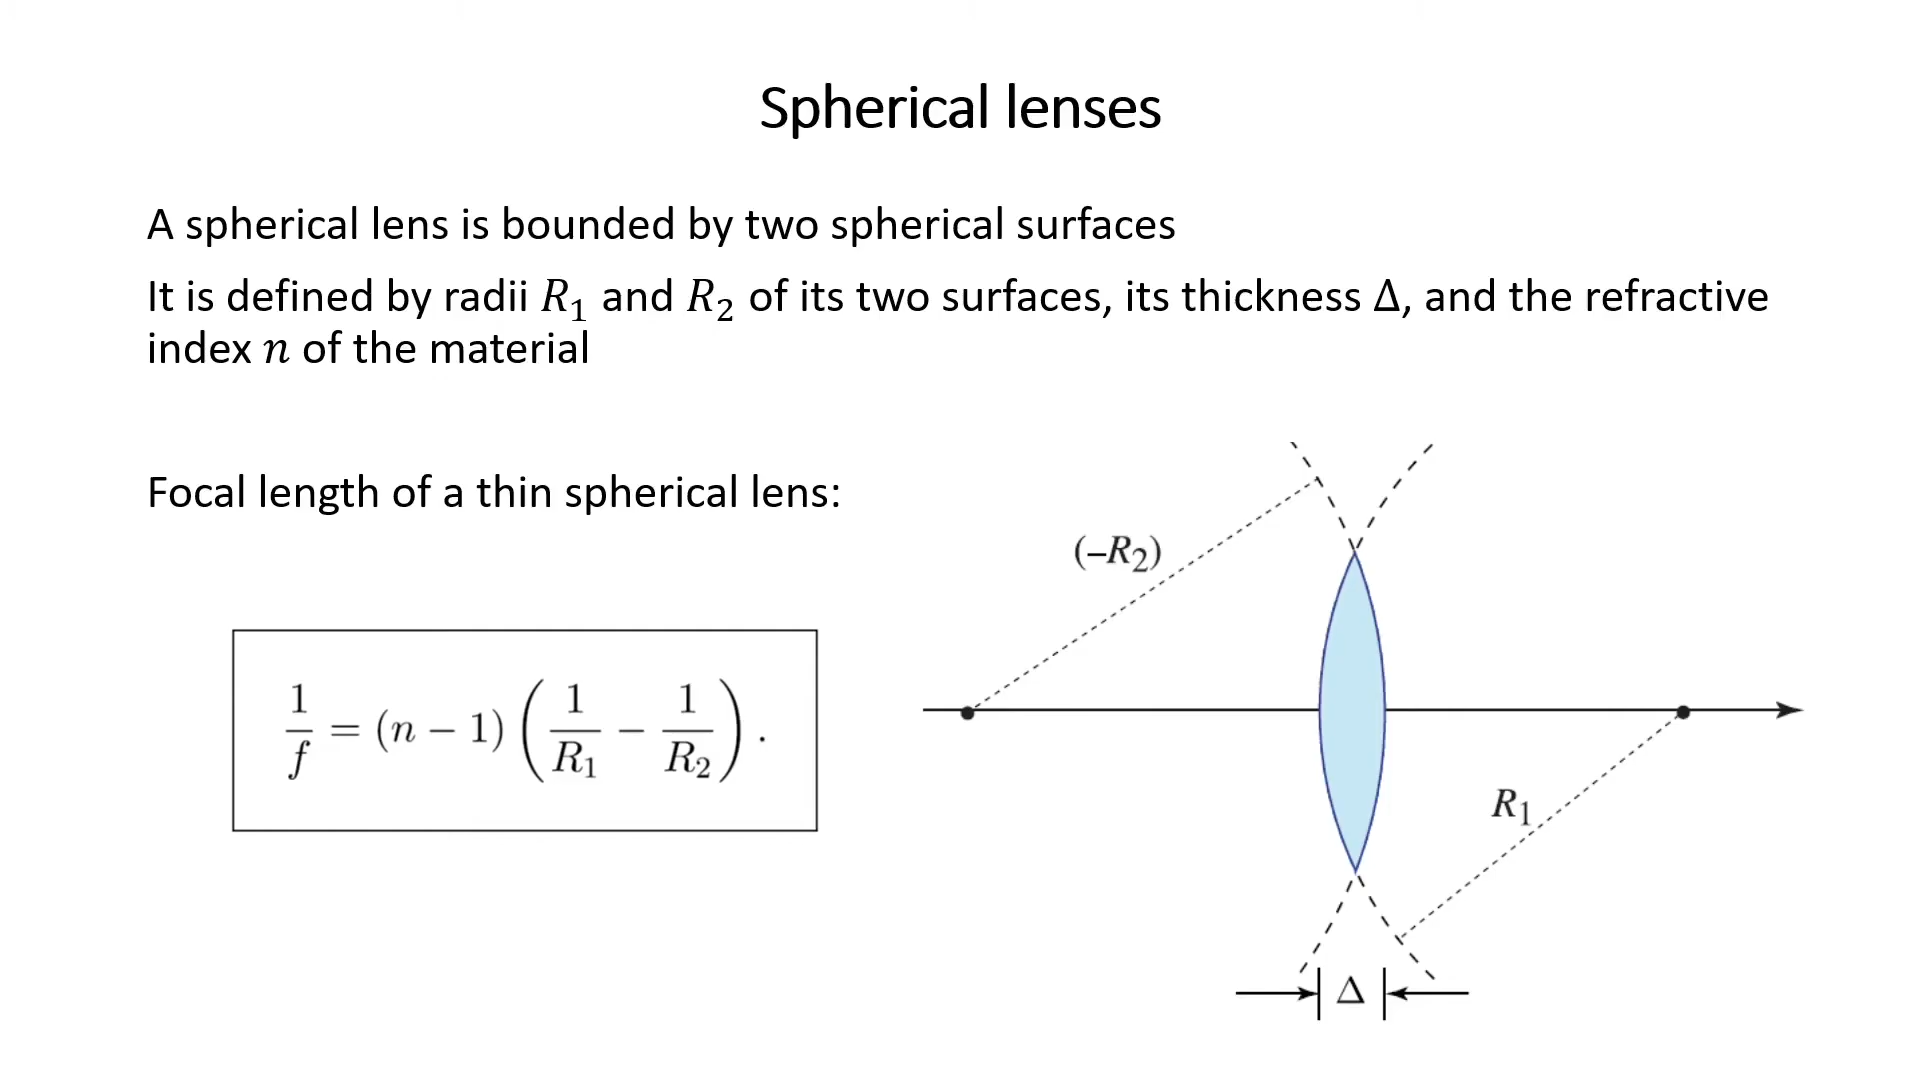 Spherical lenses
A spherical lens is bounded by two spherical surfaces
It is defined by radii R₁ and R₂ of its two surfaces, its thickness Δ, and the refractive
index n of the material
Focal length of a thin spherical lens:
1/f = (n − 1) (1/R₁ − 1/R₂) .
(–R₂)
R₁
Δ